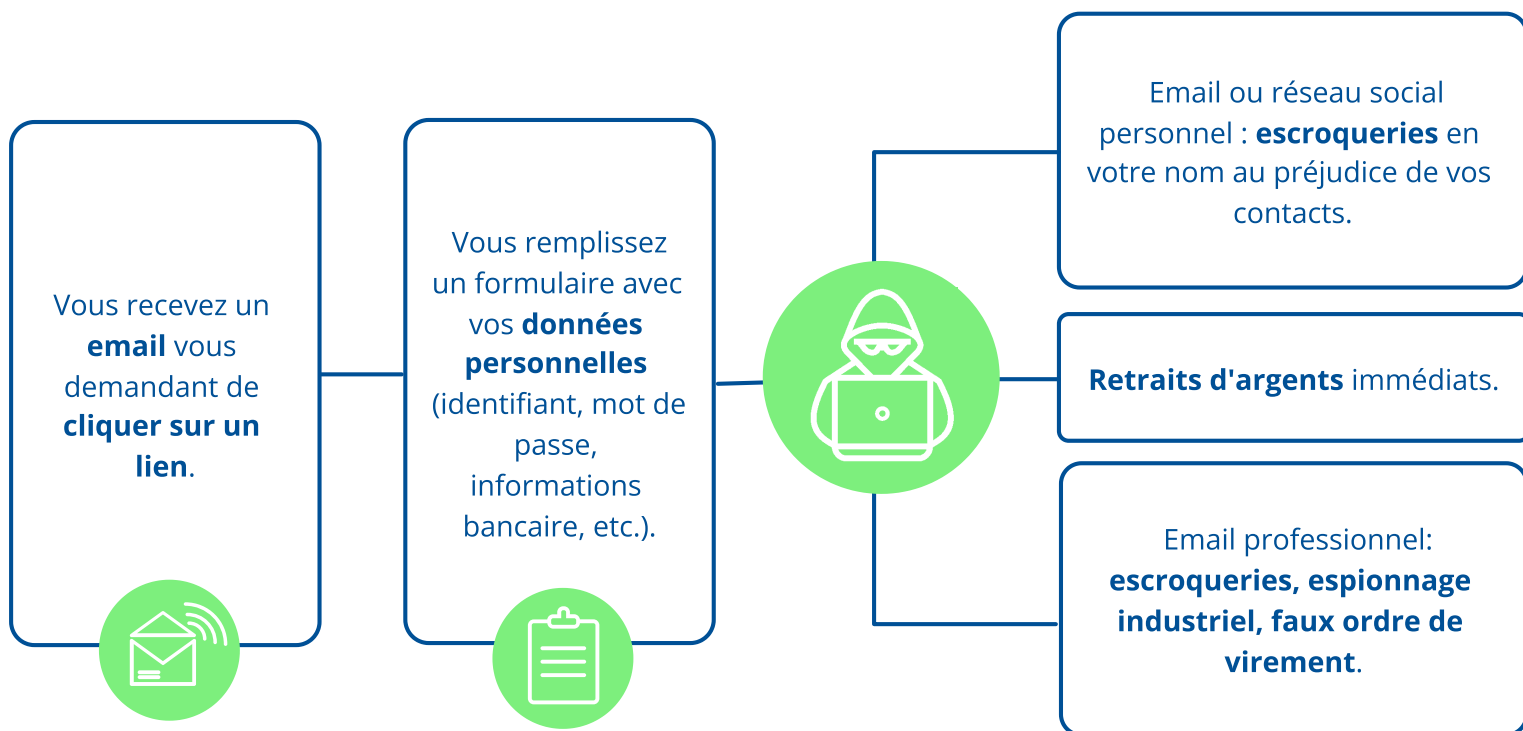 Vous recevez un
email vous
demandant de
cliquer sur un
lien.
Vous remplissez
un formulaire avec
vos données
personnelles
(identifiant, mot de
passe,
informations
bancaire, etc.).
Email ou réseau social
personnel : escroqueries en
votre nom au préjudice de vos
contacts.
Retraits d'argents immédiats.
Email professionnel:
escroqueries, espionnage
industriel, faux ordre de
virement.